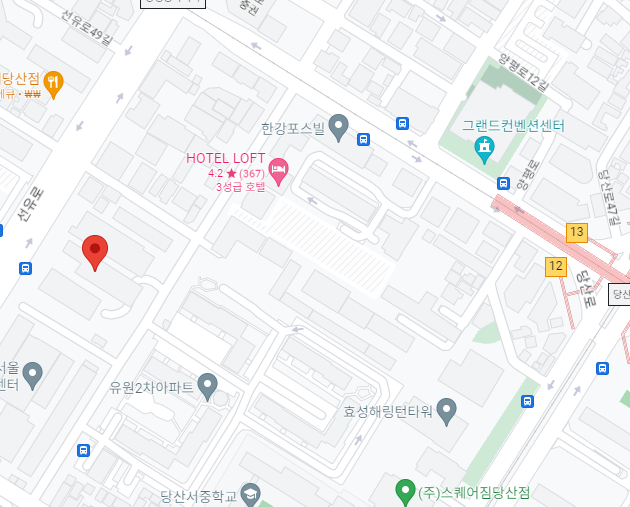 선유로49길
증권
양평로12길
당산점
₩₩
한강포스빌
그랜드컨벤션센터
HOTEL LOFT
4.2 ★ (367)
3성급 호텔
양평로
당산로47길
선유로
13
12
당산로
당산
서울
센터
유원2차아파트
효성해링턴타워
당산서중학교
(주)스퀘어짐당산점